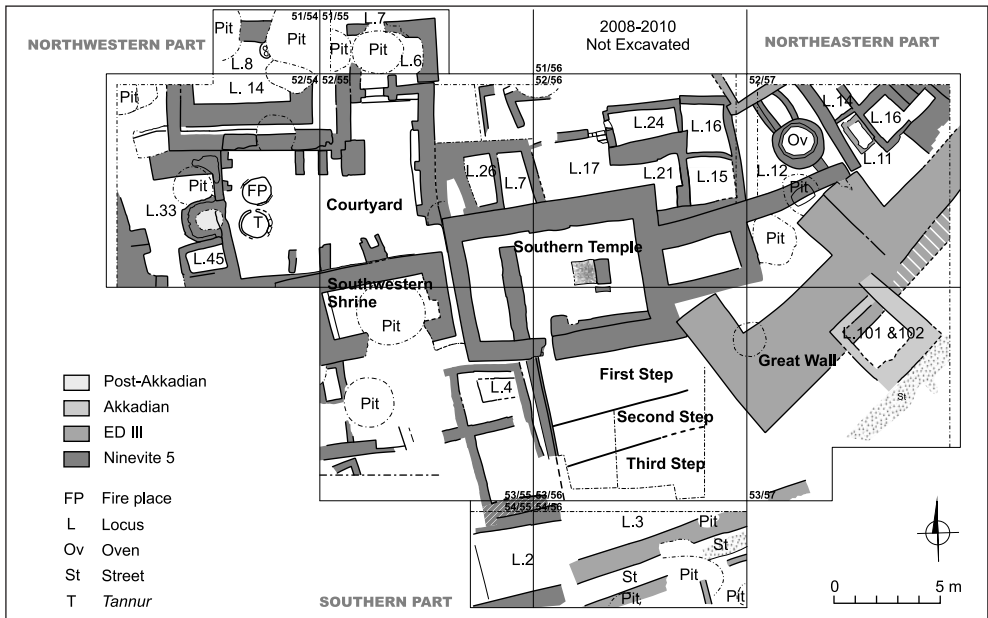 51/54 51/55
L.7
2008-2010
Not Excavated
NORTHWESTERN PART
NORTHEASTERN PART
Pit
Pit
Pit
Pit
L.6
L.8
L. 14
52/54 52/55
51/56
52/56
52/57
Pit
L.24
L.16
L.14
L.16
Ov
L.11
L.17
L.21
L.15
L.12
Pit
L.26
L.7
Pit
FP
T
L.33
Courtyard
L.45
Pit
Southern Temple
Southwestern
Shrine
Pit
L.101 &102
Great Wall
St
First Step
L.4
Pit
Second Step
Third Step
53/55 53/56
54/55 54/56
53/57
L.3
Pit
St
L.2
St
Pit
Pit
Pit
SOUTHERN PART
Post-Akkadian
Akkadian
ED III
Ninevite 5
FP Fire place
L Locus
Ov Oven
St Street
T Tannur
0 5 m